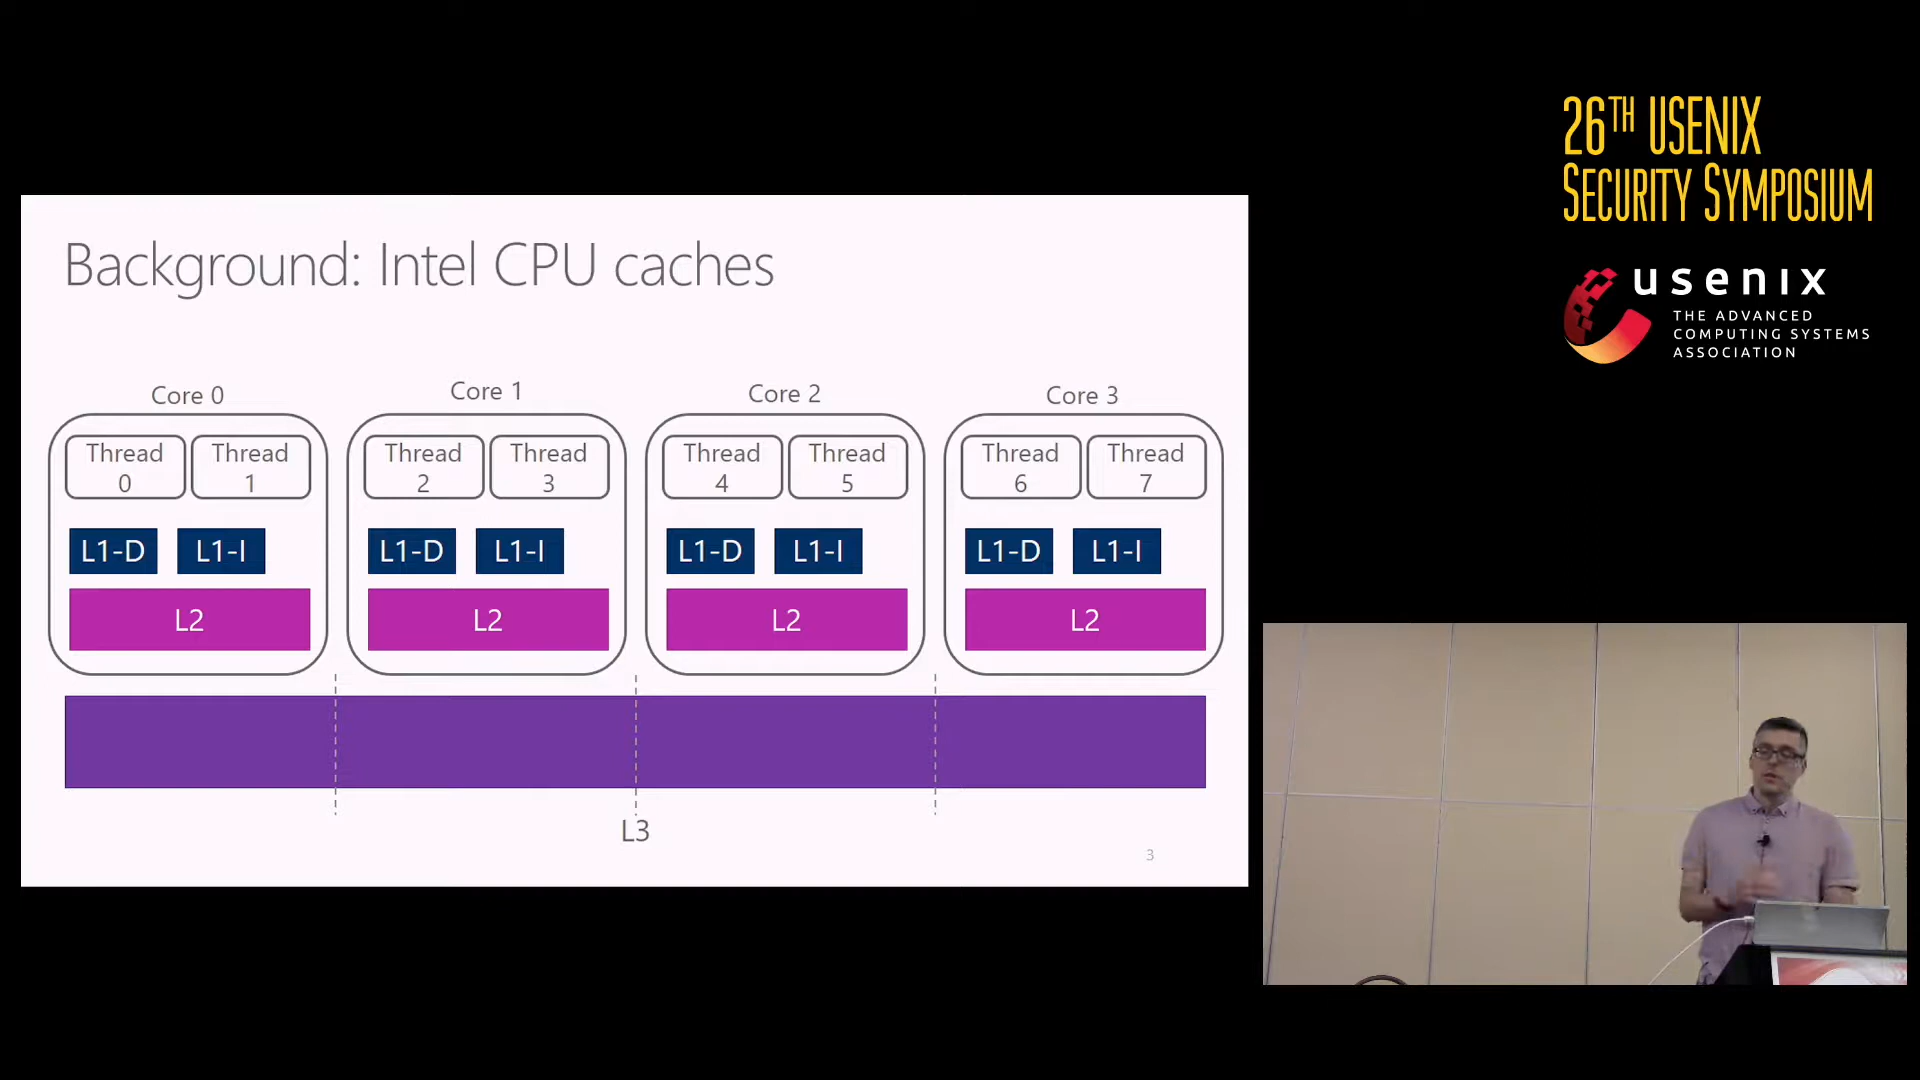 26TH USENIX
SECURITY SYMPOSIUM
usenix
THE ADVANCED
COMPUTING SYSTEMS
ASSOCIATION
Background: Intel CPU caches
Core 0
Core 1
Core 2
Core 3
Thread
0
Thread
1
Thread
2
Thread
3
Thread
4
Thread
5
Thread
6
Thread
7
L1-D
L1-I
L1-D
L1-I
L1-D
L1-I
L1-D
L1-I
L2
L2
L2
L2
L3
3